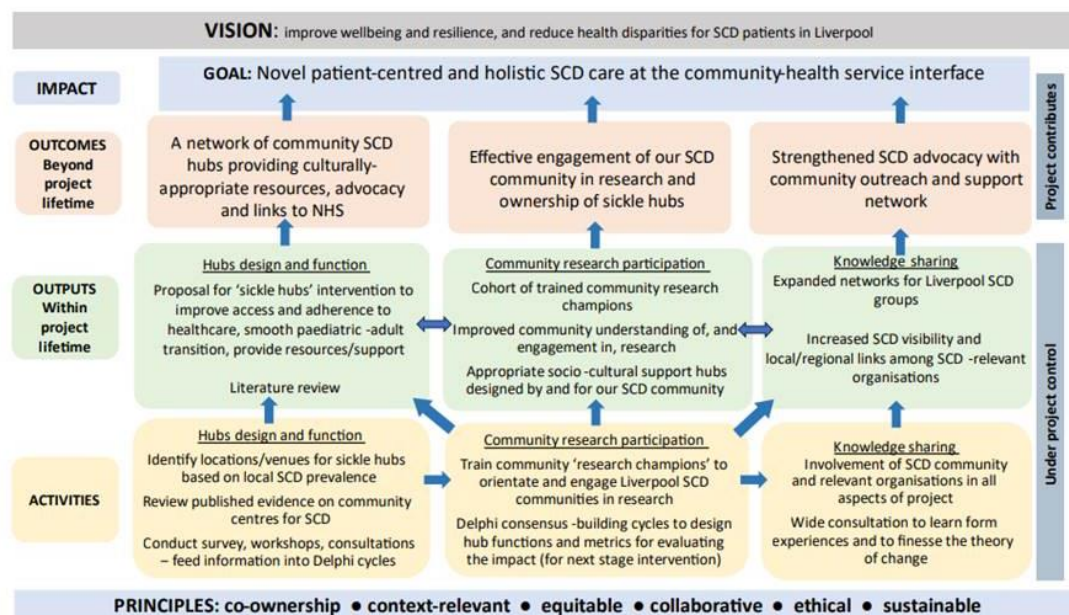 VISION: improve wellbeing and resilience, and reduce health disparities for SCD patients in Liverpool
IMPACT
GOAL: Novel patient-centred and holistic SCD care at the community-health service interface
Project contributes
OUTCOMES
Beyond
project
lifetime
A network of community SCD
hubs providing culturally-
appropriate resources, advocacy
and links to NHS
Effective engagement of our SCD
community in research and
ownership of sickle hubs
Strengthened SCD advocacy with
community outreach and support
network
OUTPUTS
Within
project
lifetime
Hubs design and function
Proposal for ‘sickle hubs’ intervention to
improve access and adherence to
healthcare, smooth paediatric -adult
transition, provide resources/support
Literature review
Community research participation
Cohort of trained community research
champions
Improved community understanding of, and
engagement in, research
Appropriate socio -cultural support hubs
designed by and for our SCD community
Knowledge sharing
Expanded networks for Liverpool SCD
groups
Increased SCD visibility and
local/regional links among SCD -relevant
organisations
Under project control
ACTIVITIES
Hubs design and function
Identify locations/venues for sickle hubs
based on local SCD prevalence
Review published evidence on community
centres for SCD
Conduct survey, workshops, consultations
– feed information into Delphi cycles
Community research participation
Train community ‘research champions’ to
orientate and engage Liverpool SCD
communities in research
Delphi consensus -building cycles to design
hub functions and metrics for evaluating
the impact (for next stage intervention)
Knowledge sharing
Involvement of SCD community
and relevant organisations in all
aspects of project
Wide consultation to learn form
experiences and to finesse the theory
of change
PRINCIPLES: co-ownership ● context-relevant ● equitable ● collaborative ● ethical ● sustainable